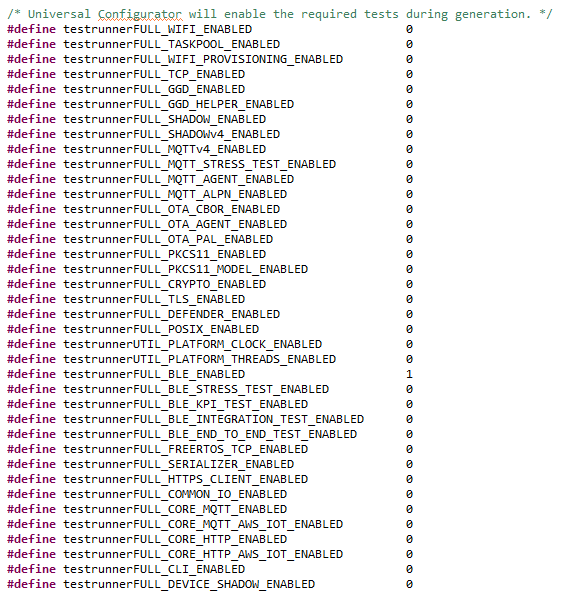 /* Universal Configurator will enable the required tests during generation. */
#define testrunnerFULL_WIFI_ENABLED 0
#define testrunnerFULL_TASKPOOL_ENABLED 0
#define testrunnerFULL_WIFI_PROVISIONING_ENABLED 0
#define testrunnerFULL_TCP_ENABLED 0
#define testrunnerFULL_GGD_ENABLED 0
#define testrunnerFULL_GGD_HELPER_ENABLED 0
#define testrunnerFULL_SHADOW_ENABLED 0
#define testrunnerFULL_SHADOWv4_ENABLED 0
#define testrunnerFULL_MQTTv4_ENABLED 0
#define testrunnerFULL_MQTT_STRESS_TEST_ENABLED 0
#define testrunnerFULL_MQTT_AGENT_ENABLED 0
#define testrunnerFULL_MQTT_ALPN_ENABLED 0
#define testrunnerFULL_OTA_CBOR_ENABLED 0
#define testrunnerFULL_OTA_AGENT_ENABLED 0
#define testrunnerFULL_OTA_PAL_ENABLED 0
#define testrunnerFULL_PKCS11_ENABLED 0
#define testrunnerFULL_PKCS11_MODEL_ENABLED 0
#define testrunnerFULL_CRYPTO_ENABLED 0
#define testrunnerFULL_TLS_ENABLED 0
#define testrunnerFULL_DEFENDER_ENABLED 0
#define testrunnerFULL_POSIX_ENABLED 0
#define testrunnerUTIL_PLATFORM_CLOCK_ENABLED 0
#define testrunnerUTIL_PLATFORM_THREADS_ENABLED 0
#define testrunnerFULL_BLE_ENABLED 1
#define testrunnerFULL_BLE_STRESS_TEST_ENABLED 0
#define testrunnerFULL_BLE_KPI_TEST_ENABLED 0
#define testrunnerFULL_BLE_INTEGRATION_TEST_ENABLED 0
#define testrunnerFULL_BLE_END_TO_END_TEST_ENABLED 0
#define testrunnerFULL_FREERTOS_TCP_ENABLED 0
#define testrunnerFULL_SERIALIZER_ENABLED 0
#define testrunnerFULL_HTTPS_CLIENT_ENABLED 0
#define testrunnerFULL_COMMON_IO_ENABLED 0
#define testrunnerFULL_CORE_MQTT_ENABLED 0
#define testrunnerFULL_CORE_MQTT_AWS_IOT_ENABLED 0
#define testrunnerFULL_CORE_HTTP_ENABLED 0
#define testrunnerFULL_CORE_HTTP_AWS_IOT_ENABLED 0
#define testrunnerFULL_CLI_ENABLED 0
#define testrunnerFULL_DEVICE_SHADOW_ENABLED 0